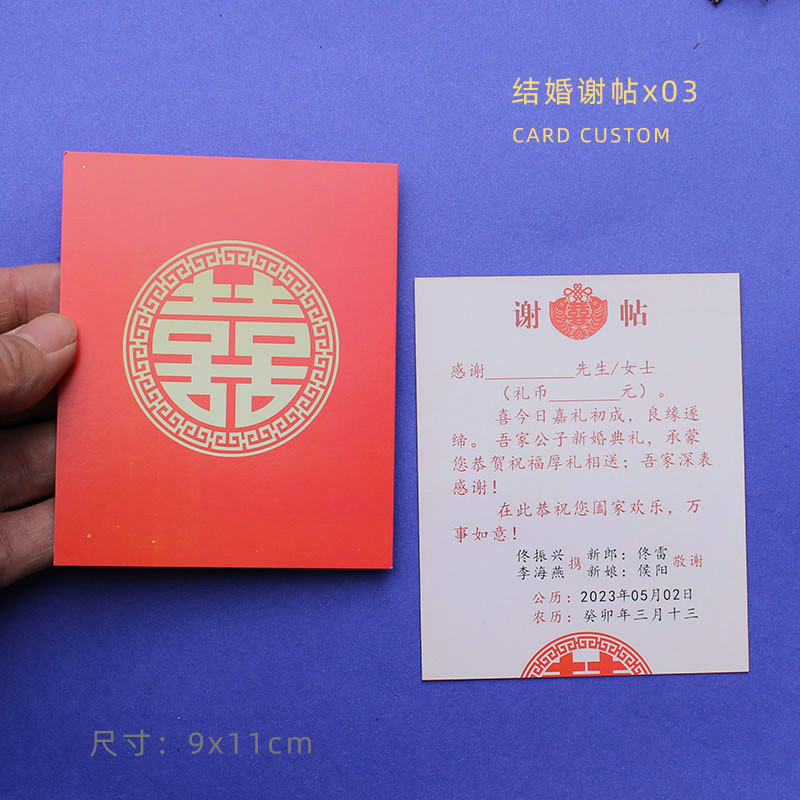 结婚谢帖x03
CARD CUSTOM
囍
谢 帖
感谢________先生/女士
（礼币______元）。
喜今日嘉礼初成，良缘遂
缔。吾家公子新婚典礼，承蒙
您恭贺祝福厚礼相送；吾家深表
感谢！
在此恭祝您阖家欢乐，万
事如意！
佟振兴 携 新郎：佟雷 敬谢
李海燕 新娘：侯阳
公历：2023年05月02日
农历：癸卯年三月十三
尺寸：9x11cm